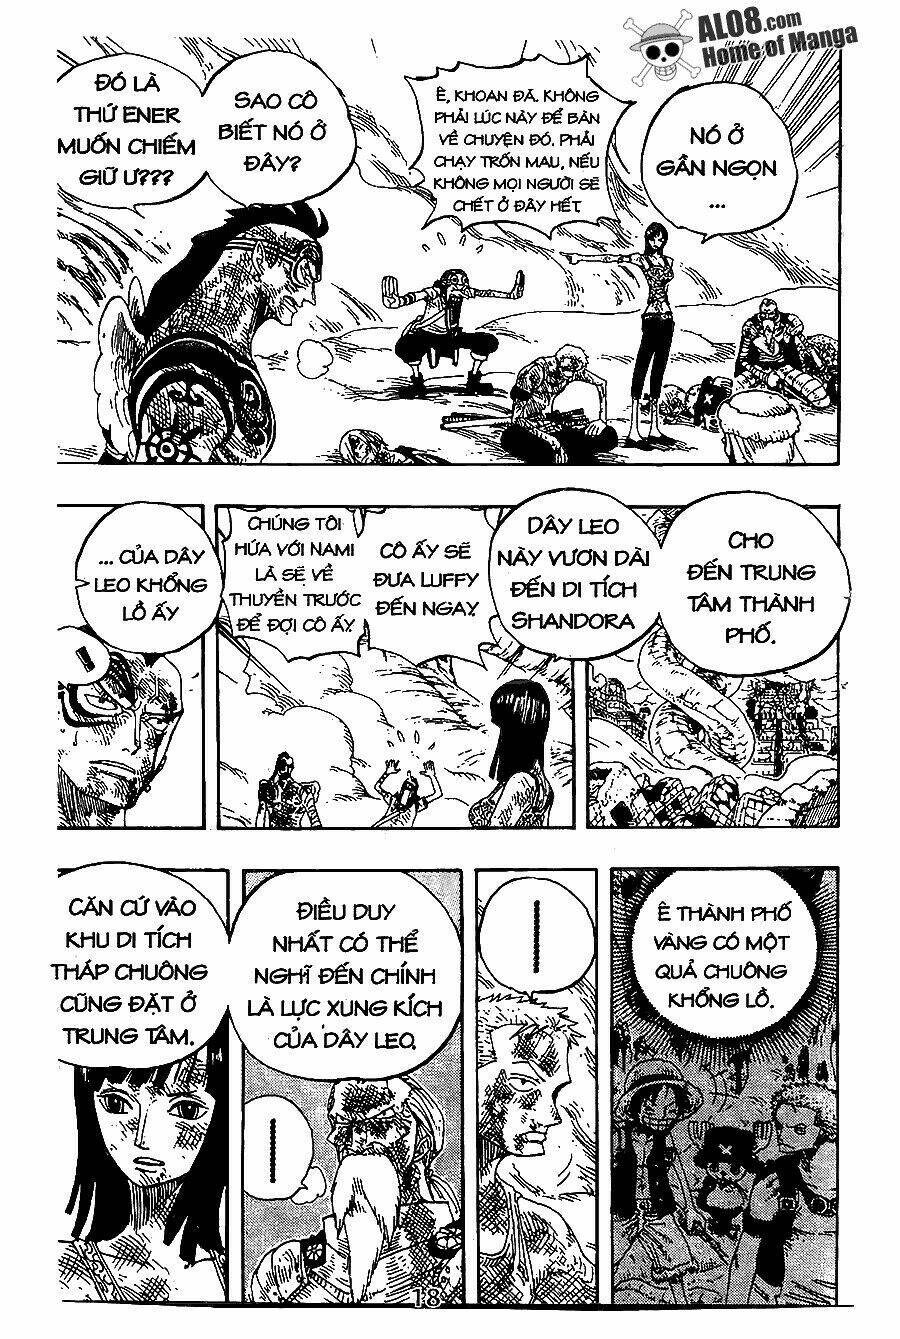 ALO8.com
Home of Manga
NÓ Ở
GẦN NGỌN
...
Ê, KHOAN ĐÃ. KHÔNG
PHẢI LÚC NÀY ĐỂ BÀN
VỀ CHUYỆN ĐÓ. PHẢI
CHẠY TRỐN MAU, NẾU
KHÔNG MỌI NGƯỜI SẼ
CHẾT Ở ĐÂY HẾT.
SAO CÔ
BIẾT NÓ Ở
ĐÂY?
ĐÓ LÀ
THỨ ENER
MUỐN CHIẾM
GIỮ Ư???
CHO
ĐẾN TRUNG
TÂM THÀNH
PHỐ.
DÂY LEO
NÀY VƯƠN DÀI
ĐẾN DI TÍCH
SHANDORA
CÔ ẤY SẼ
ĐƯA LUFFY
ĐẾN NGAY.
CHÚNG TÔI
HỨA VỚI NAMI
LÀ SẼ VỀ
THUYỀN TRƯỚC
ĐỂ ĐỢI CÔ ẤY.
... CỦA DÂY
LEO KHỔNG
LỒ ẤY
Ê THÀNH PHỐ
VÀNG CÓ MỘT
QUẢ CHUÔNG
KHỔNG LỒ.
ĐIỀU DUY
NHẤT CÓ THỂ
NGHĨ ĐẾN CHÍNH
LÀ LỰC XUNG KÍCH
CỦA DÂY LEO.
CĂN CỨ VÀO
KHU DI TÍCH
THÁP CHUÔNG
CŨNG ĐẶT Ở
TRUNG TÂM.
18